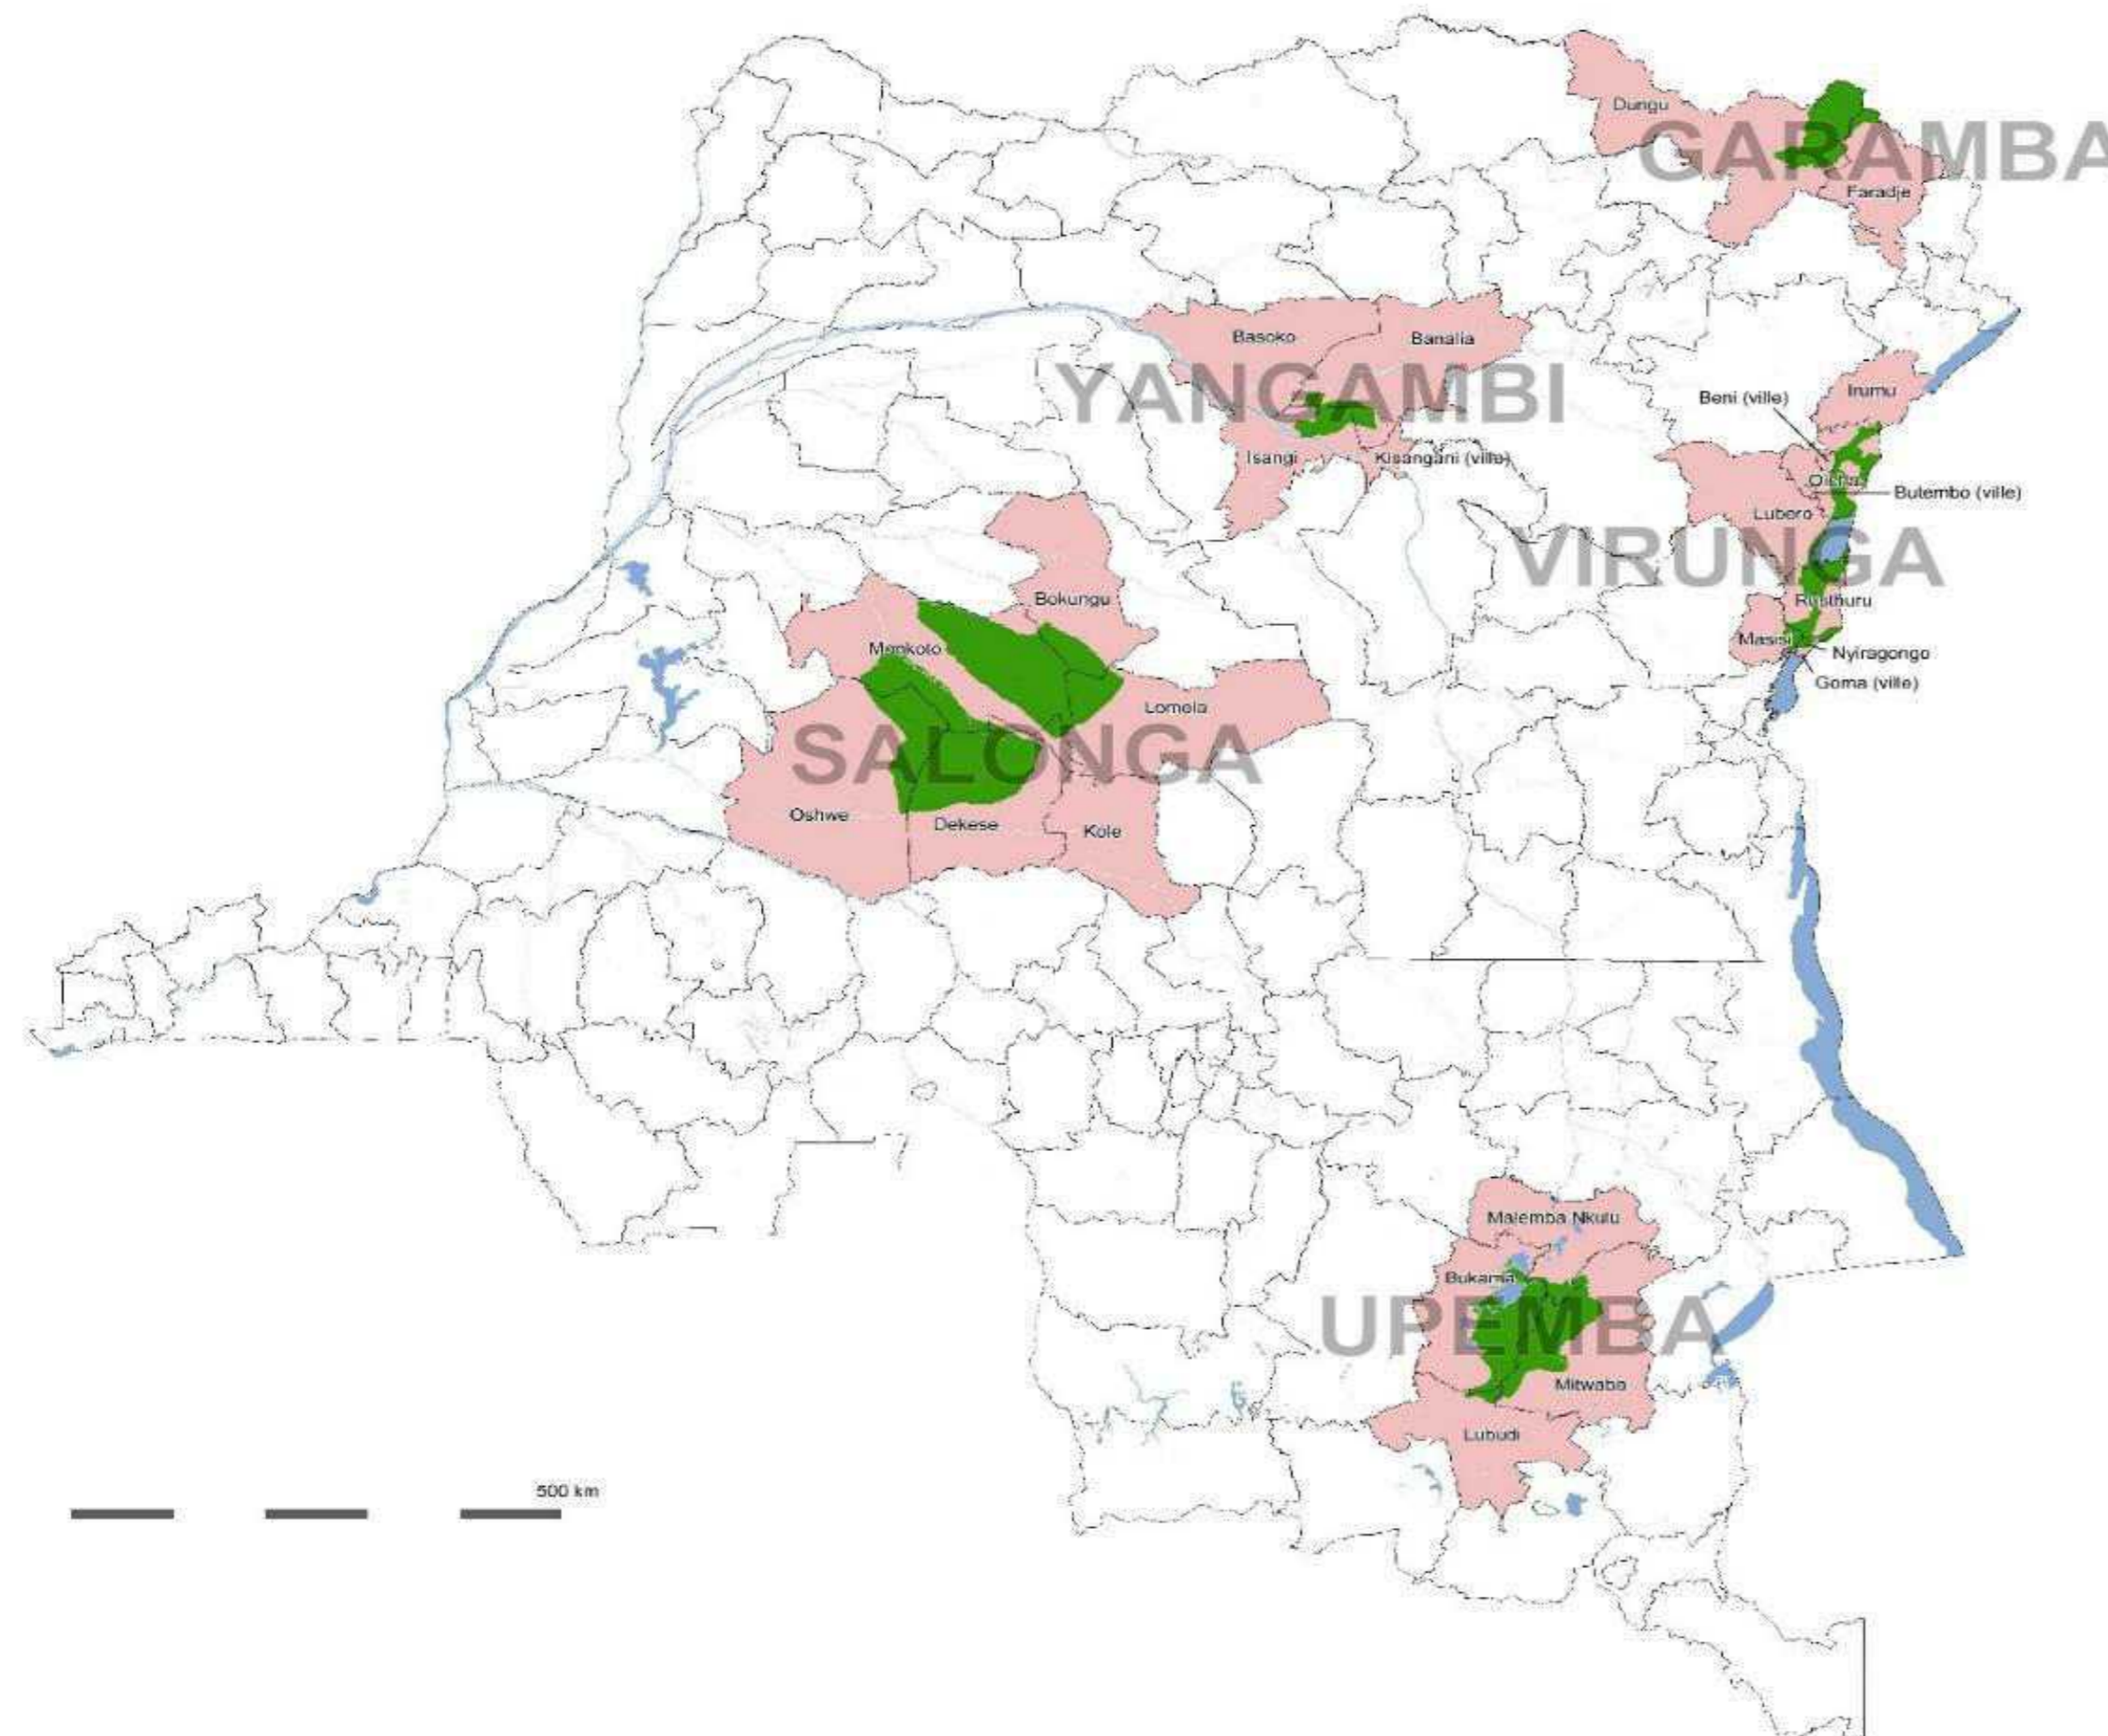 Dungu
GARAMBA
Faradje
Basoko
Banalia
YANGAMBI
Irumu
Beni (ville)
Isangi
Kisangani (ville)
Butembo (ville)
Lubero
VIRUNGA
Bokungu
Masisi
Nyiragongo
Monkoto
Goma (ville)
Lomela
SALONGA
Oshwe
Dekese
Kole
Malemba Nkulu
Bukama
UPEMBA
Mitwaba
Lubudi
500 km